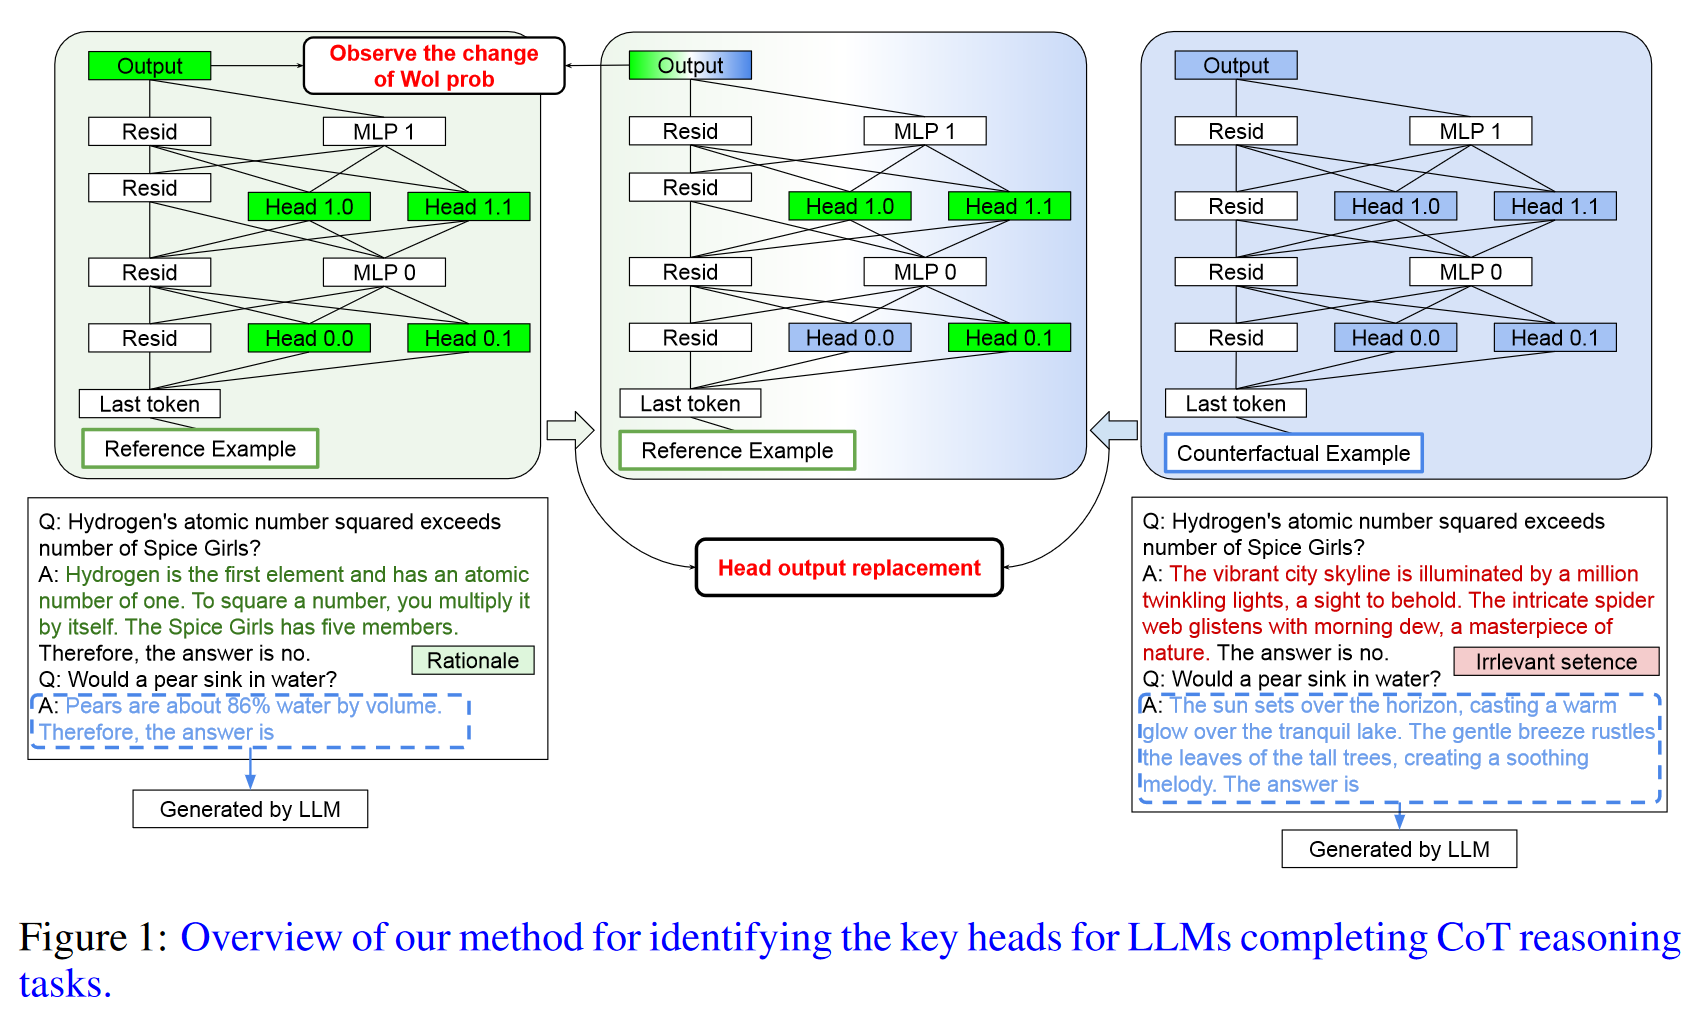 Output
Observe the change
of WoI prob
Resid
MLP 1
Resid
Head 1.0
Head 1.1
Resid
MLP 0
Resid
Head 0.0
Head 0.1
Last token
Reference Example
Output
Resid
MLP 1
Resid
Head 1.0
Head 1.1
Resid
MLP 0
Resid
Head 0.0
Head 0.1
Last token
Reference Example
Output
Resid
MLP 1
Resid
Head 1.0
Head 1.1
Resid
MLP 0
Resid
Head 0.0
Head 0.1
Last token
Counterfactual Example
Q: Hydrogen's atomic number squared exceeds
number of Spice Girls?
A: Hydrogen is the first element and has an atomic
number of one. To square a number, you multiply it
by itself. The Spice Girls has five members.
Therefore, the answer is no.
Rationale
Q: Would a pear sink in water?
A: Pears are about 86% water by volume.
Therefore, the answer is
Generated by LLM
Head output replacement
Q: Hydrogen's atomic number squared exceeds
number of Spice Girls?
A: The vibrant city skyline is illuminated by a million
twinkling lights, a sight to behold. The intricate spider
web glistens with morning dew, a masterpiece of
nature. The answer is no.
Irrlevant setence
Q: Would a pear sink in water?
A: The sun sets over the horizon, casting a warm
glow over the tranquil lake. The gentle breeze rustles
the leaves of the tall trees, creating a soothing
melody. The answer is
Generated by LLM
Figure 1: Overview of our method for identifying the key heads for LLMs completing CoT reasoning
tasks.